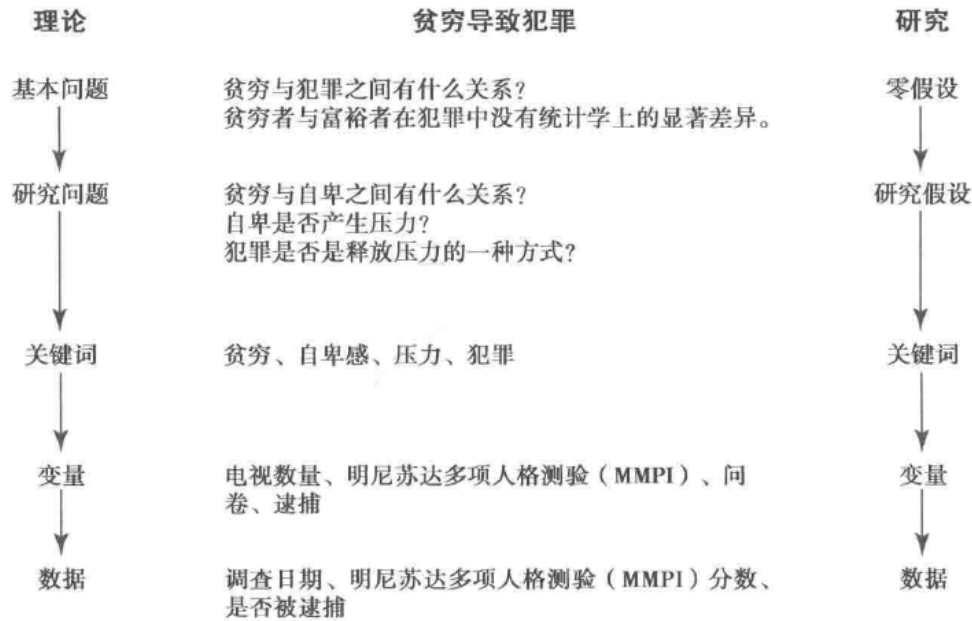 理论 贫穷导致犯罪 研究
基本问题 贫穷与犯罪之间有什么关系? 零假设
贫穷者与富裕者在犯罪中没有统计学上的显著差异。
研究问题 贫穷与自卑之间有什么关系? 研究假设
自卑是否产生压力?
犯罪是否是释放压力的一种方式?
关键词 贫穷、自卑感、压力、犯罪 关键词
变量 电视数量、明尼苏达多项人格测验(MMPI)、问 变量
卷、逮捕
数据 调查日期、明尼苏达多项人格测验(MMPI)分数、 数据
是否被逮捕